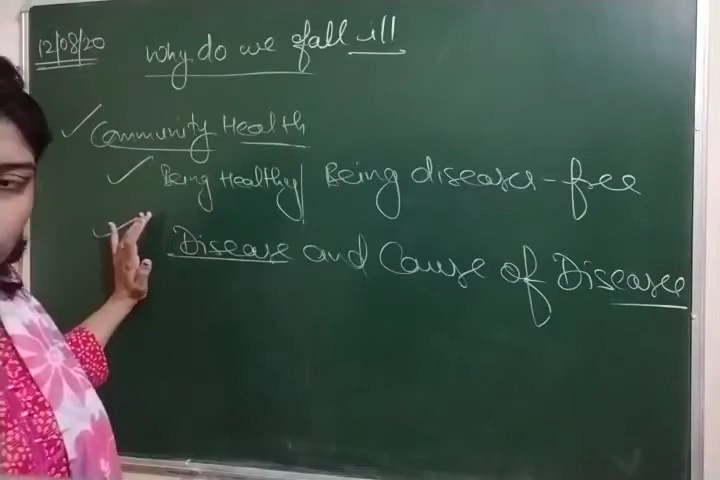 12/08/20
Why do we fall ill
Community Health
Being Healthy | Being disease-free
Disease and Cause of Disease